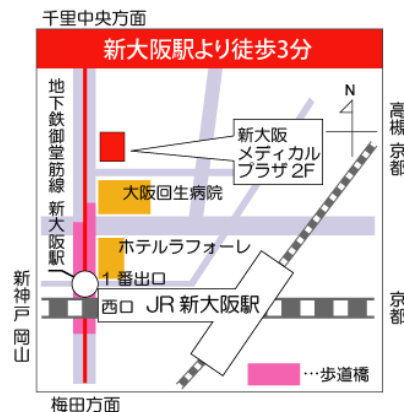 千里中央方面
新大阪駅より徒歩3分
地下鉄御堂筋線
新大阪駅
N
高槻
京都
新大阪
メディカル
プラザ 2F
大阪回生病院
ホテルラフォーレ
1番出口
新神戸
岡山
西口
JR 新大阪駅
京都
…歩道橋
梅田方面